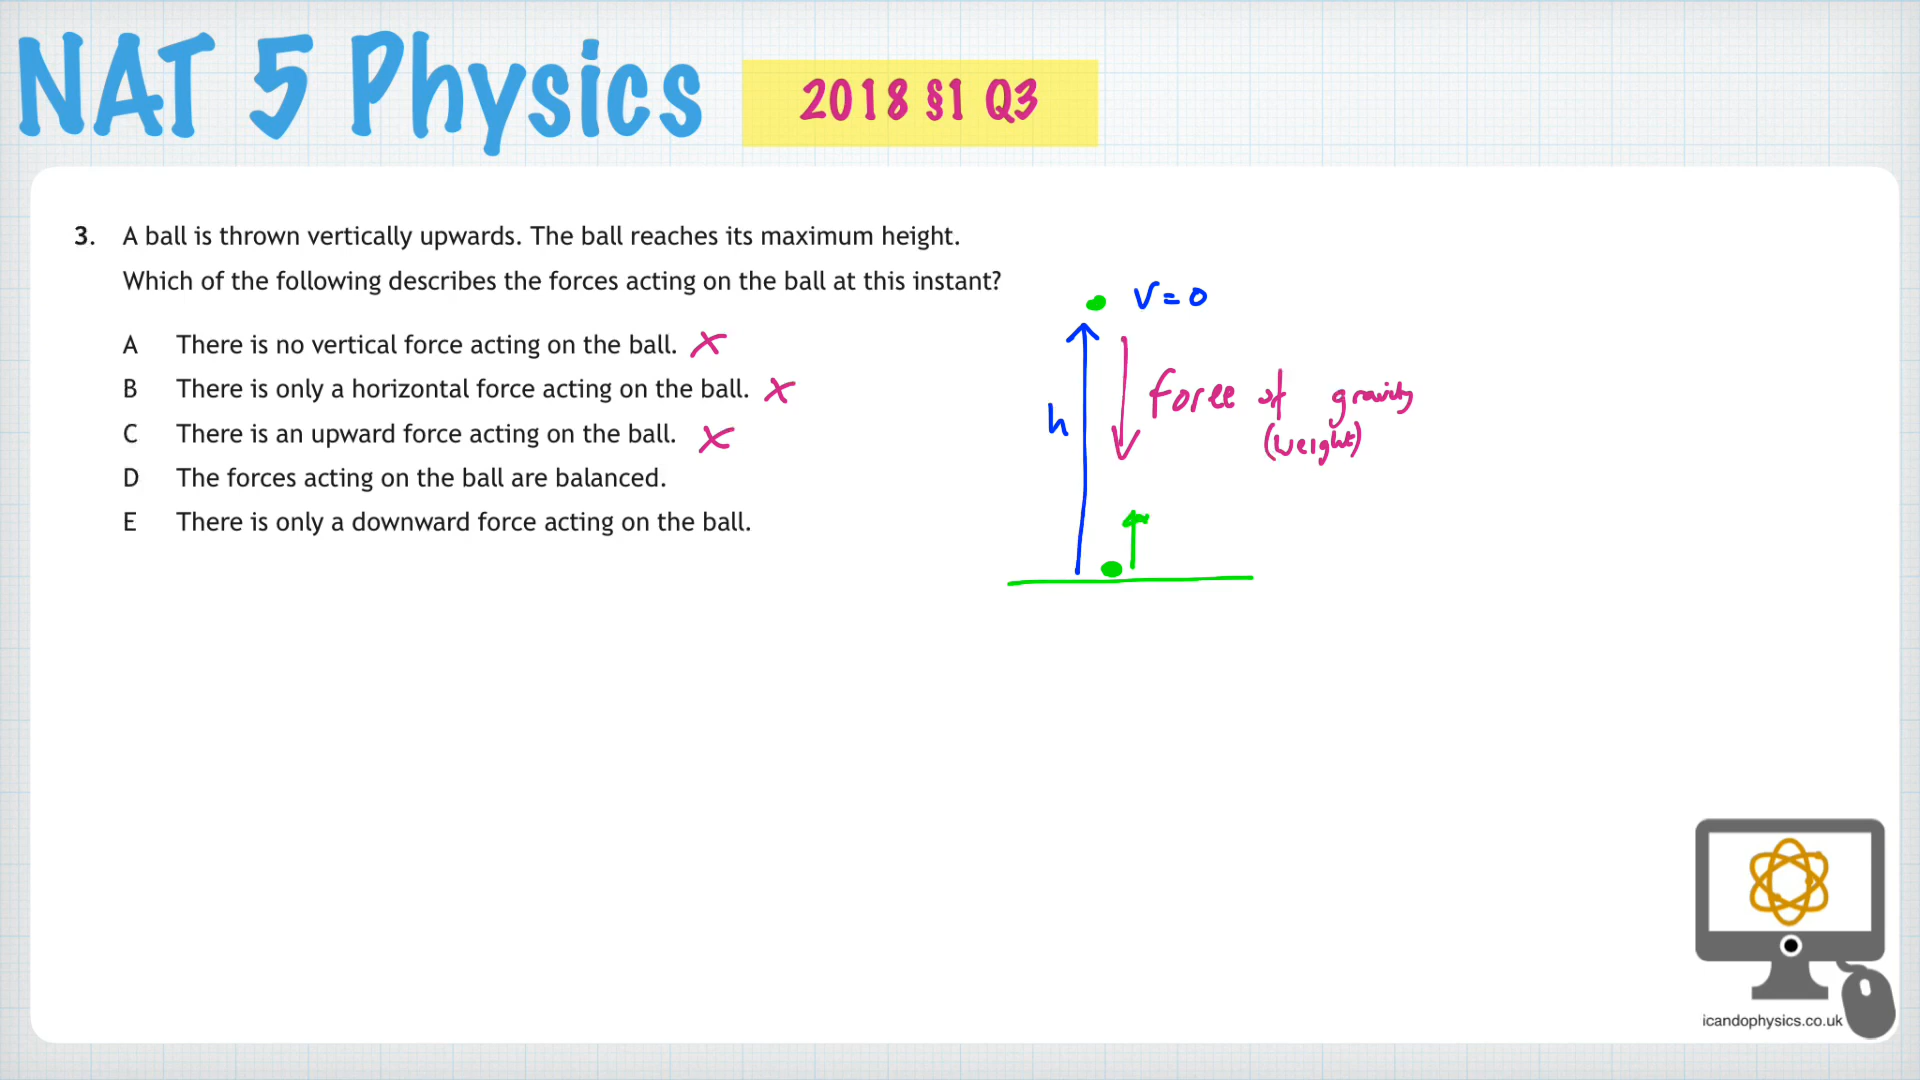 NAT 5 Physics
2018 §1 Q3
3. A ball is thrown vertically upwards. The ball reaches its maximum height.
Which of the following describes the forces acting on the ball at this instant?
A There is no vertical force acting on the ball. X
B There is only a horizontal force acting on the ball. X
C There is an upward force acting on the ball. X
D The forces acting on the ball are balanced.
E There is only a downward force acting on the ball.
V = 0
h
Force of gravity
(weight)
icandophysics.co.uk